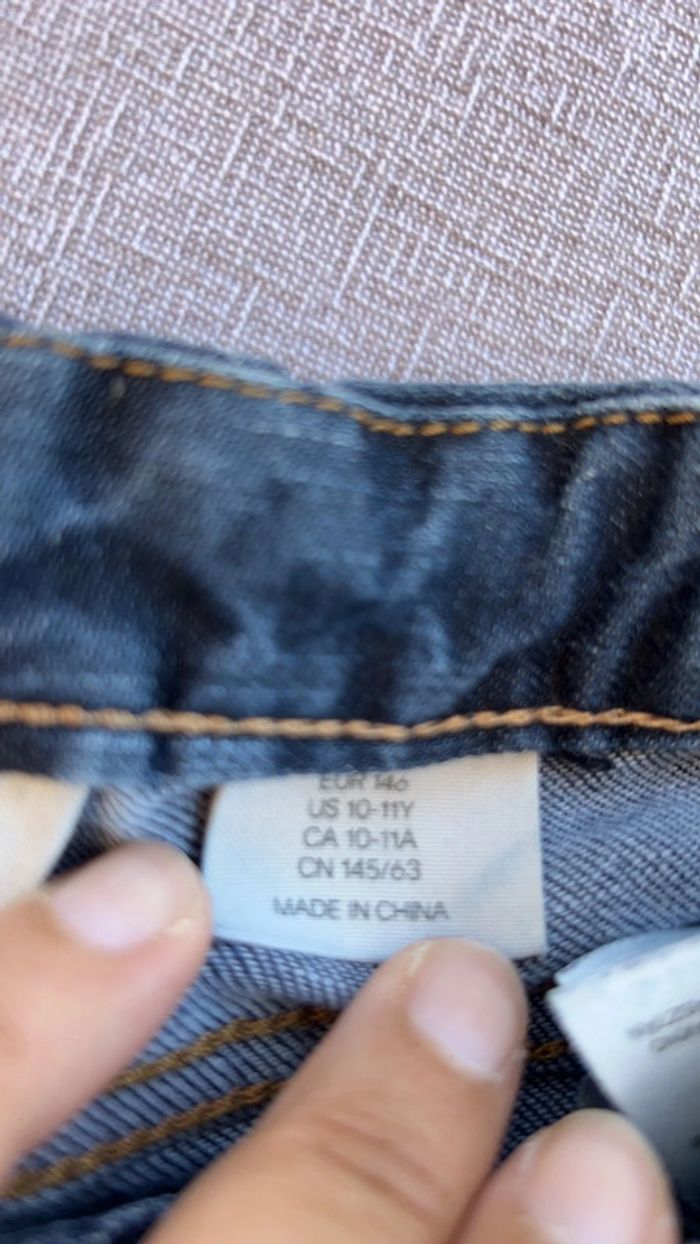 EUR 146
US 10-11Y
CA 10-11A
CN 145/63
MADE IN CHINA